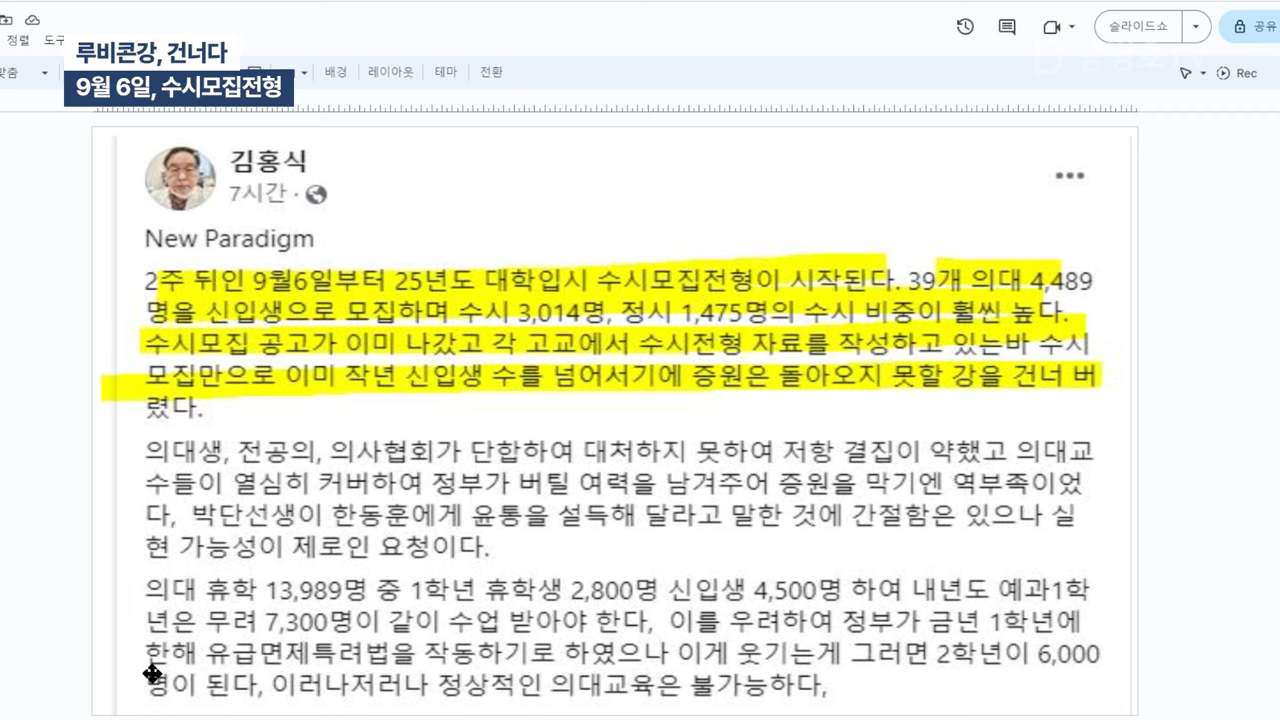 정렬 도구
루비콘강, 건너다
9월 6일, 수시모집전형
슬라이드쇼
공유
맞춤
배경 레이아웃 테마 전환
Rec
김홍식
7시간
New Paradigm
2주 뒤인 9월6일부터 25년도 대학입시 수시모집전형이 시작된다. 39개 의대 4,489
명을 신입생으로 모집하며 수시 3,014명, 정시 1,475명의 수시 비중이 훨씬 높다.
수시모집 공고가 이미 나갔고 각 고교에서 수시전형 자료를 작성하고 있는바 수시
모집만으로 이미 작년 신입생 수를 넘어서기에 증원은 돌아오지 못할 강을 건너 버
렸다.
의대생, 전공의, 의사협회가 단합하여 대처하지 못하여 저항 결집이 약했고 의대교
수들이 열심히 커버하여 정부가 버틸 여력을 남겨주어 증원을 막기엔 역부족이었
다, 박단선생이 한동훈에게 윤통을 설득해 달라고 말한 것에 간절함은 있으나 실
현 가능성이 제로인 요청이다.
의대 휴학 13,989명 중 1학년 휴학생 2,800명 신입생 4,500명 하여 내년도 예과1학
년은 무려 7,300명이 같이 수업 받아야 한다, 이를 우려하여 정부가 금년 1학년에
한해 유급면제특려법을 작동하기로 하였으나 이게 웃기는게 그러면 2학년이 6,000
명이 된다, 이러나저러나 정상적인 의대교육은 불가능하다,